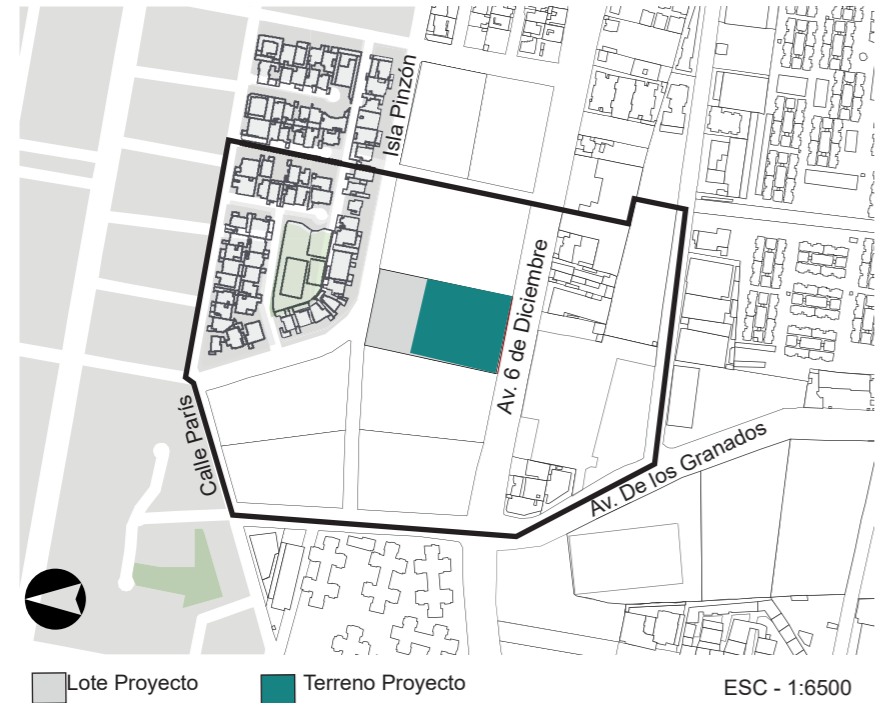 Isla Pinzón
Av. 6 de Diciembre
Calle París
Av. De los Granados
Lote Proyecto
Terreno Proyecto
ESC - 1:6500